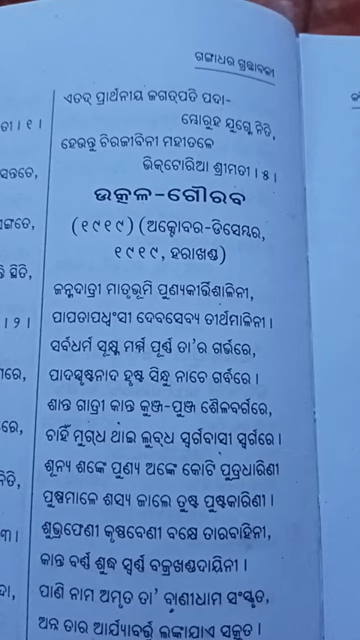 ଗଙ୍ଗାଧର ଗ୍ରନ୍ଥାବଳୀ
ଏତଦ୍ ପ୍ରାର୍ଥନୀୟ ଜଗତ୍‌ପତି ପଦା-
ମ୍ବୋରୁହ ଯୁଗ୍ମେ ନିତି,
ହେଉନ୍ତୁ ଚିରଜୀବିନୀ ମହୀତଳେ
ଭିକ୍ଟୋରିଆ ଶ୍ରୀମତୀ । ୫ ।
ଉତ୍କଳ-ଗୌରବ
(୧୯୧୯) (ଅକ୍ଟୋବର-ଡିସେମ୍ବର,
୧୯୧୯, ହରାଖଣ୍ଡ)
ଜନ୍ମଦାତ୍ରୀ ମାତୃଭୂମି ପୁଣ୍ୟକୀର୍ତ୍ତିଶାଳିନୀ,
ପାପତାପଧ୍ୱଂସୀ ଦେବସେବ୍ୟ ତୀର୍ଥମାଳିନୀ ।
ସର୍ବଧର୍ମ ସୂକ୍ଷ୍ମ ମର୍ମ୍ମ ପୂର୍ଣ୍ଣ ତା'ର ଗର୍ଭରେ,
ପାଦସ୍ପୃଷ୍ଟନାଦ ହୃଷ୍ଟ ସିନ୍ଧୁ ନାଚେ ଗର୍ବରେ ।
ଶାନ୍ତ ଗାତ୍ରୀ କାନ୍ତ କୁଞ୍ଜ-ପୁଞ୍ଜ ଶୈଳବର୍ଗରେ,
ଚାହିଁ ମୁଗ୍‌ଧ ଥାଇ ଲୁବ୍‌ଧ ସ୍ୱର୍ଗବାସୀ ସ୍ୱର୍ଗରେ ।
ଶୂନ୍ୟ ଶଙ୍କେ ପୁଣ୍ୟ ଅଙ୍କେ କୋଟି ପୁତ୍ରଧାରିଣୀ
ପୁଷ୍ପମାଳେ ଶସ୍ୟ ଜାଲେ ତୁଷ୍ଟ ପୁଷ୍ଟକାରିଣୀ ।
ଶୁଭ୍ରଫେଣୀ କୃଷ୍ଣବେଣୀ ବକ୍ଷେ ତାରବାହିନୀ,
କାନ୍ତ ବର୍ଣ୍ଣ ଶୁଦ୍ଧ ସ୍ୱର୍ଣ୍ଣ ବଜ୍ରଖଣ୍ଡଦାୟିନୀ ।
ପାଣି ନାମ ଅମୃତ ତା' ବାଣୀଧାମ ସଂସ୍କୃତ,
ଅନ୍ନ ତାର ଆର୍ଯ୍ୟାବର୍ତ୍ତ ଲଙ୍କାଯାଏ ସତ୍କୃତ ।